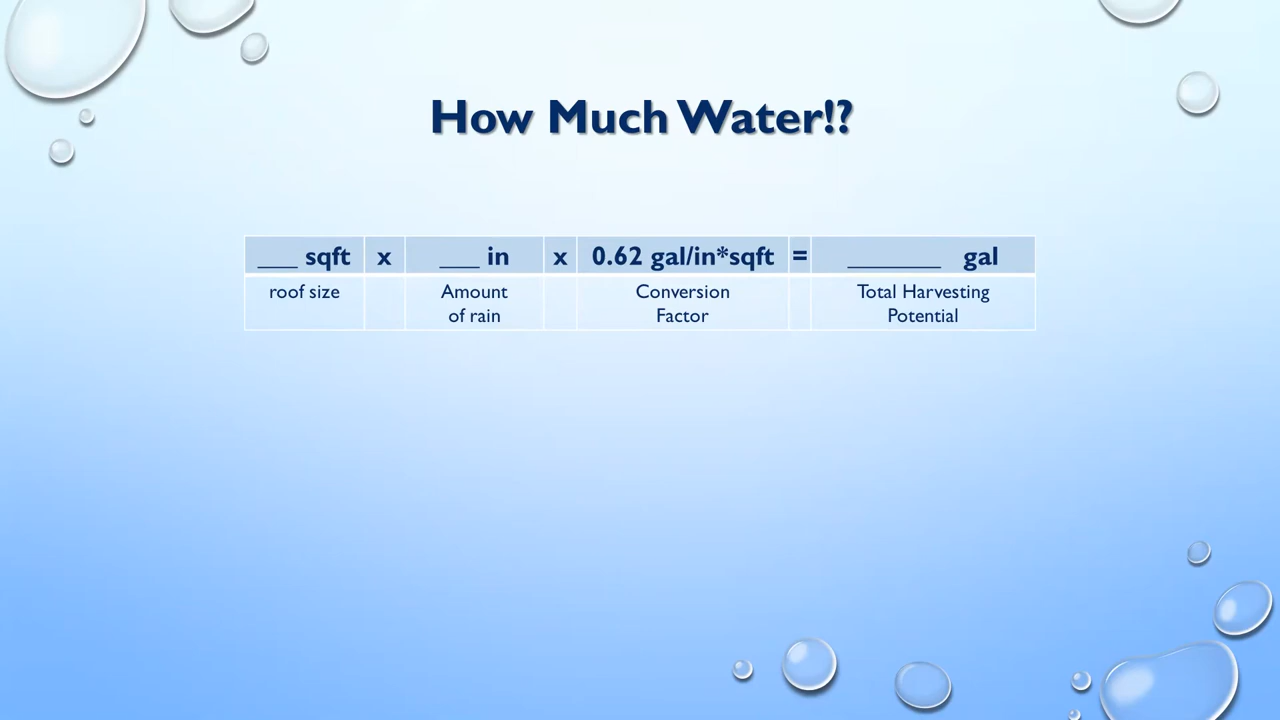 How Much Water!?
___ sqft x ___ in x 0.62 gal/in*sqft = _______ gal
roof size Amount of rain Conversion Factor Total Harvesting Potential